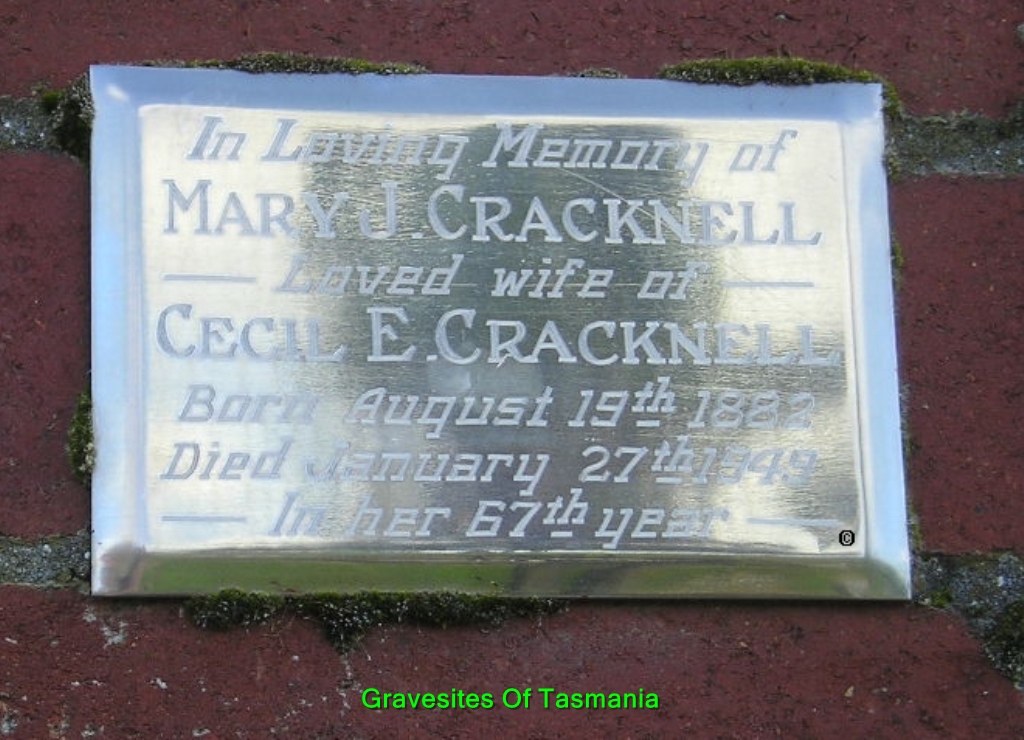 In Loving Memory of
MARY J. CRACKNELL
— Loved wife of —
CECIL E. CRACKNELL
Born August 19th 1882
Died January 27th 1949
— In her 67th year —
©
Gravesites Of Tasmania